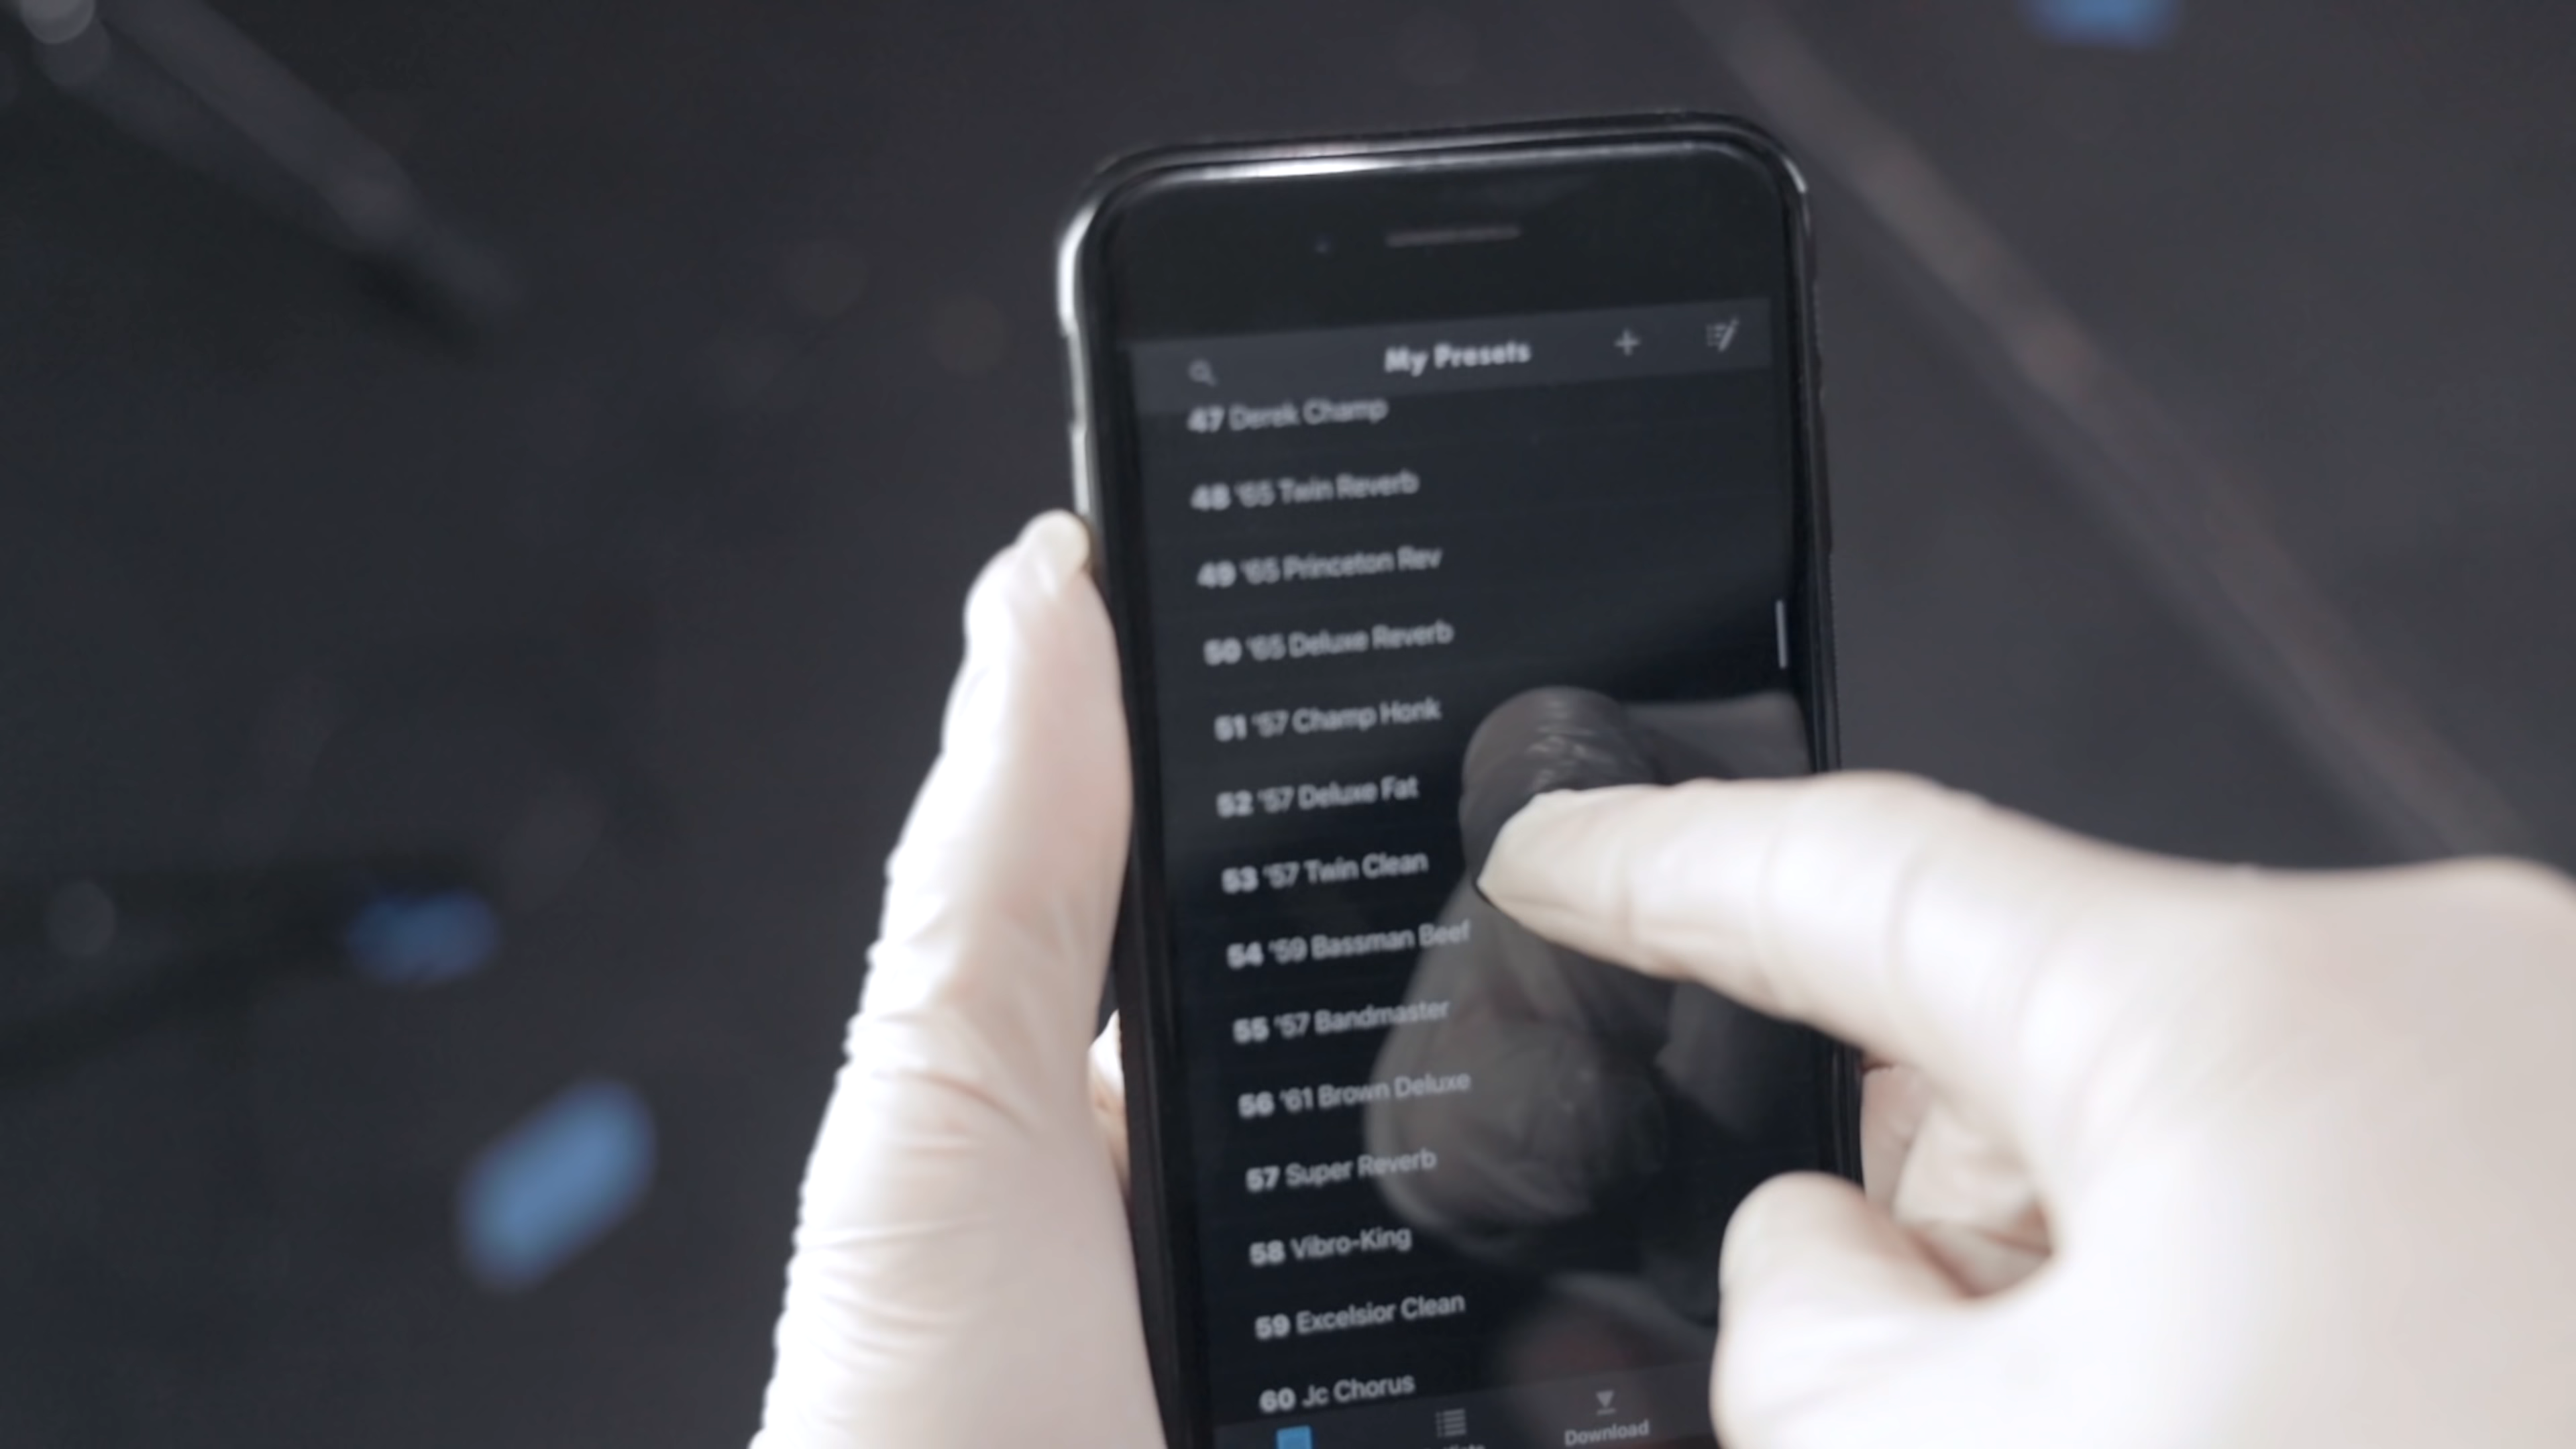 My Presets
47 Derek Champ
48 '65 Twin Reverb
49 '65 Princeton Rev
50 '65 Deluxe Reverb
51 '57 Champ Honk
52 '57 Deluxe Fat
53 '57 Twin Clean
54 '59 Bassman Beef
55 '57 Bandmaster
56 '61 Brown Deluxe
57 Super Reverb
58 Vibro-King
59 Excelsior Clean
60 Jc Chorus
Download